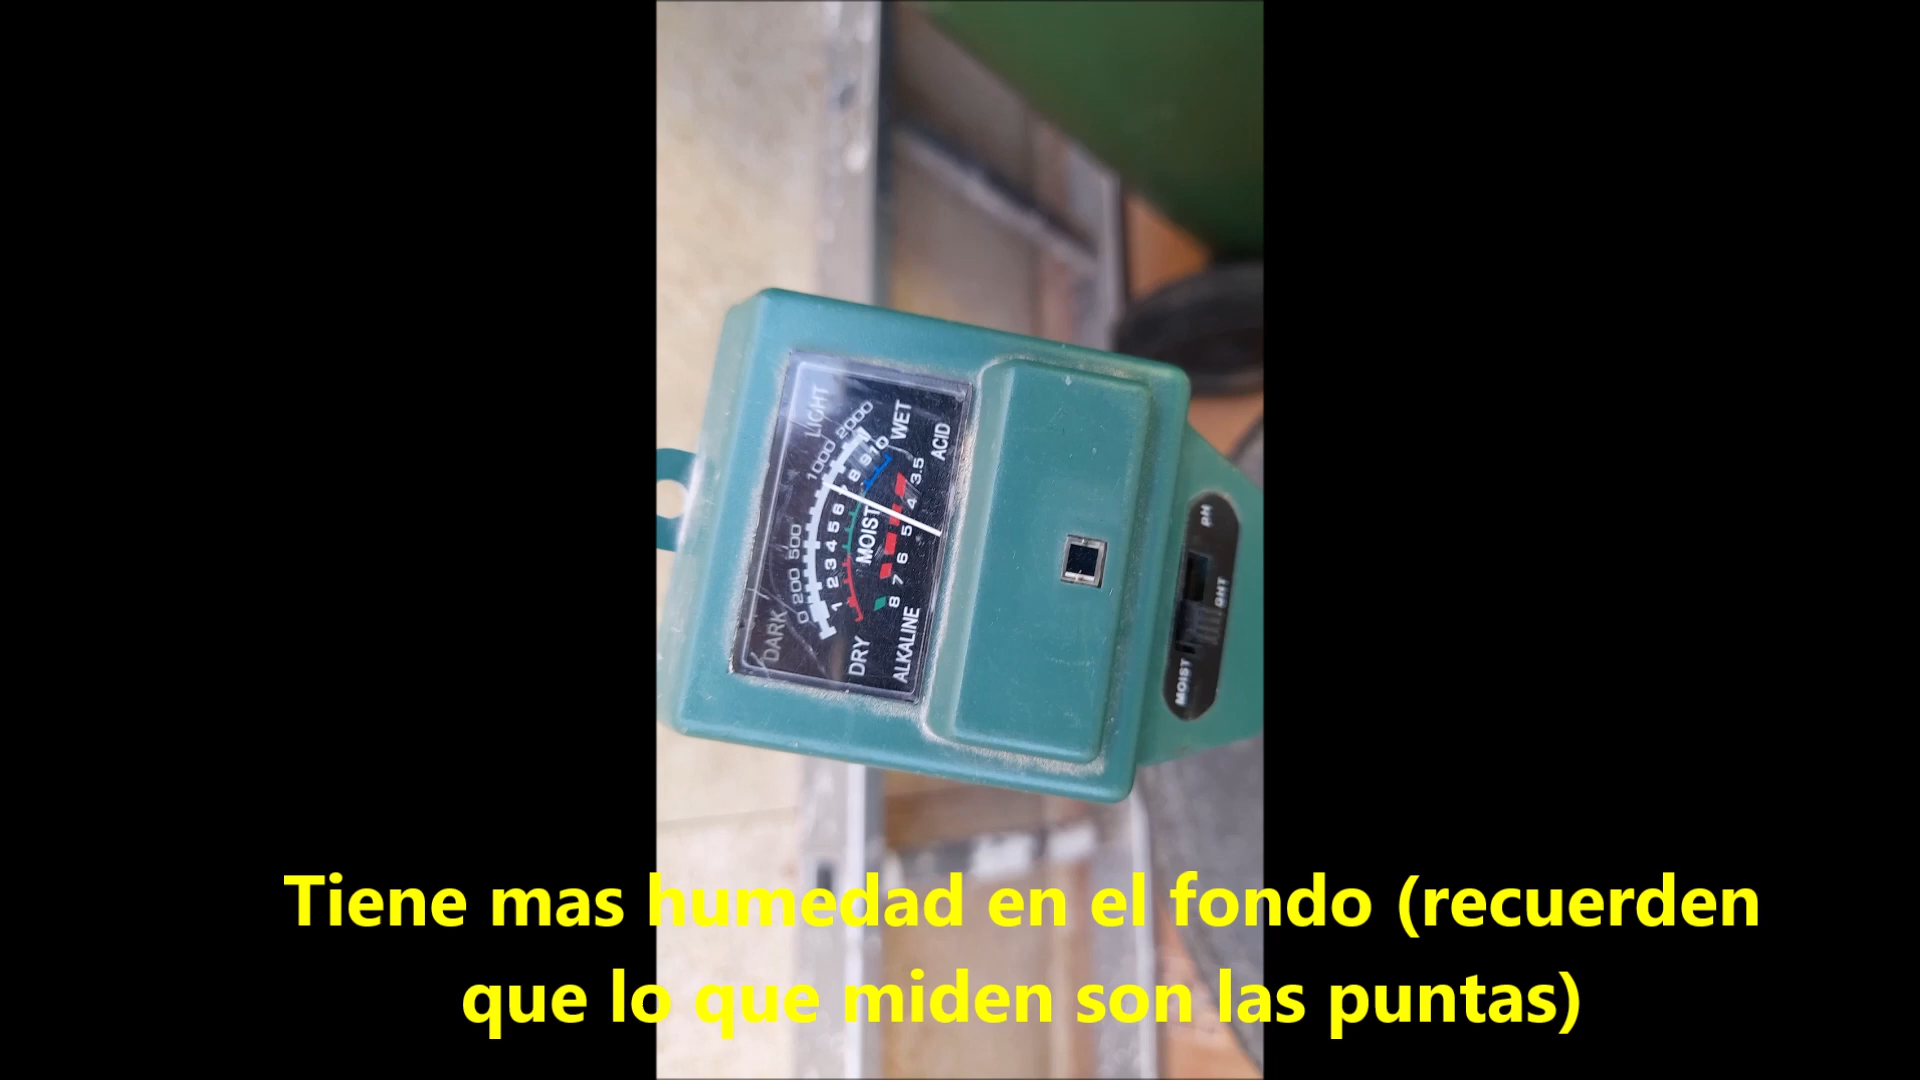 LIGHT
2000
1000
500
200
0
DARK
WET
10
9
8
6
5
4
3
2
1
MOIST
DRY
ACID
3.5
4
5
6
7
8
ALKALINE
PH
GHT
MOIST
Tiene mas humedad en el fondo (recuerden
que lo que miden son las puntas)